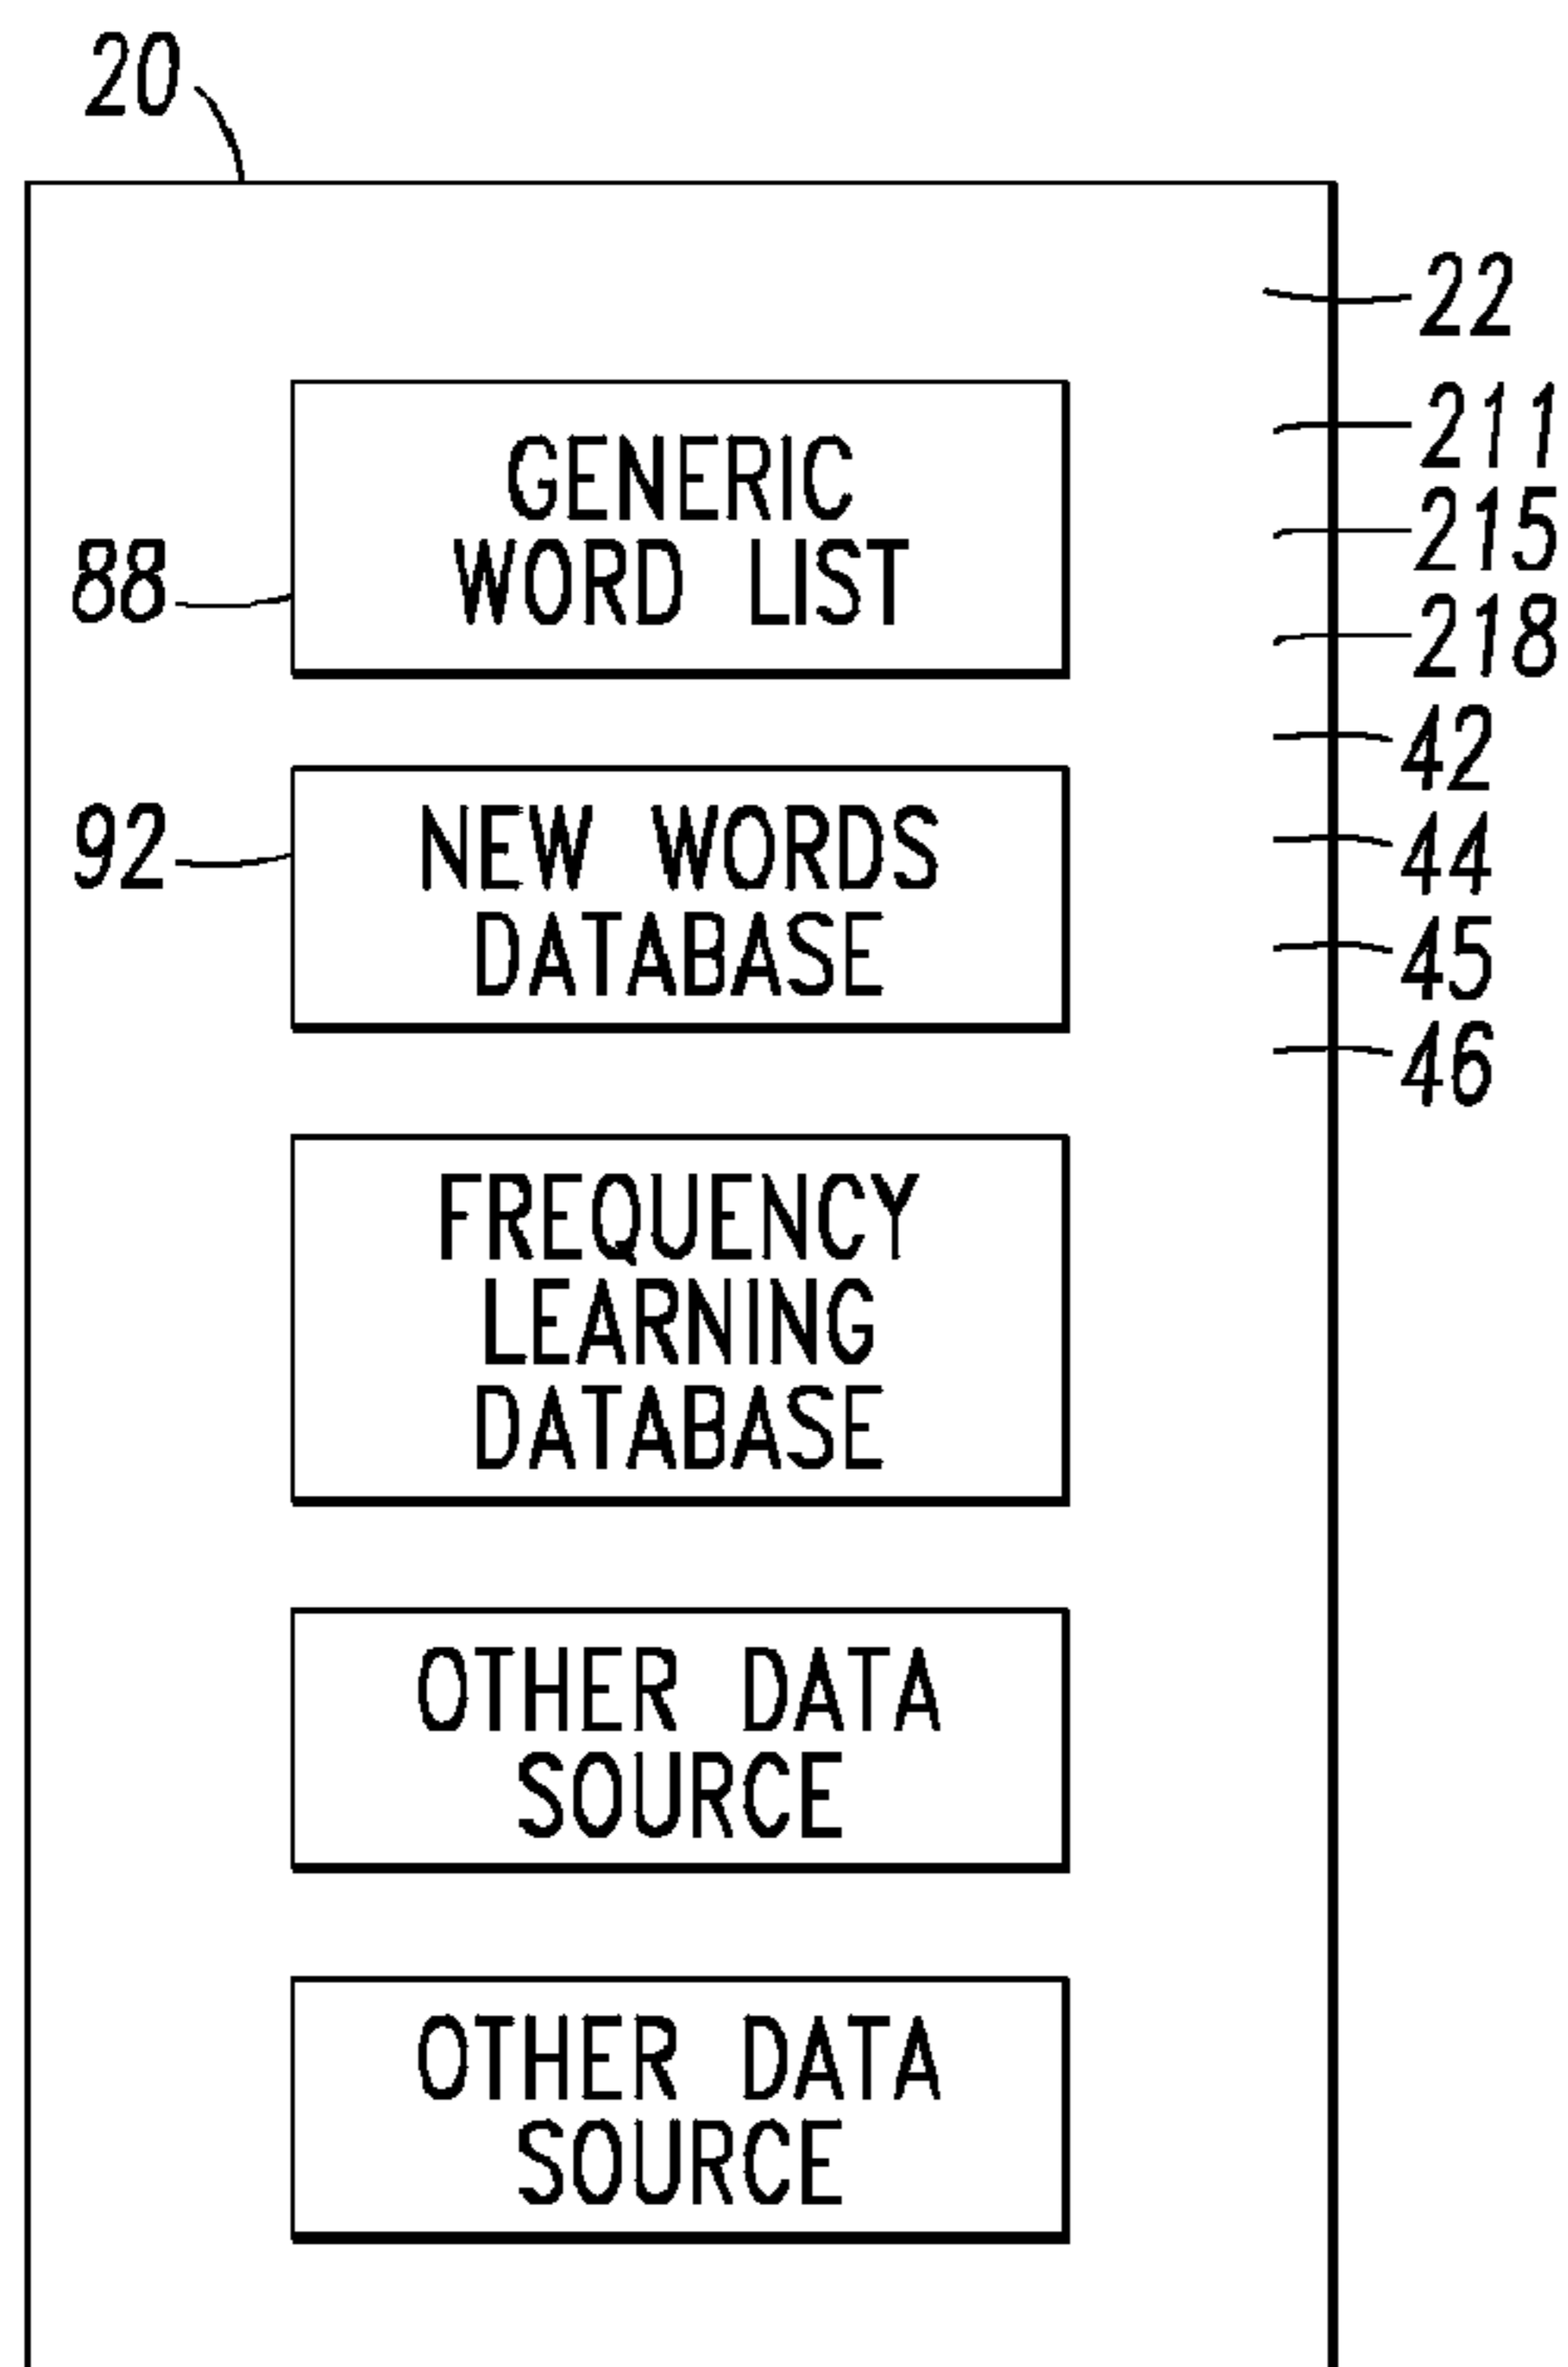 20
22
GENERIC
WORD LIST
88
211
215
218
42
44
45
46
92
NEW WORDS
DATABASE
FREQUENCY
LEARNING
DATABASE
OTHER DATA
SOURCE
OTHER DATA
SOURCE